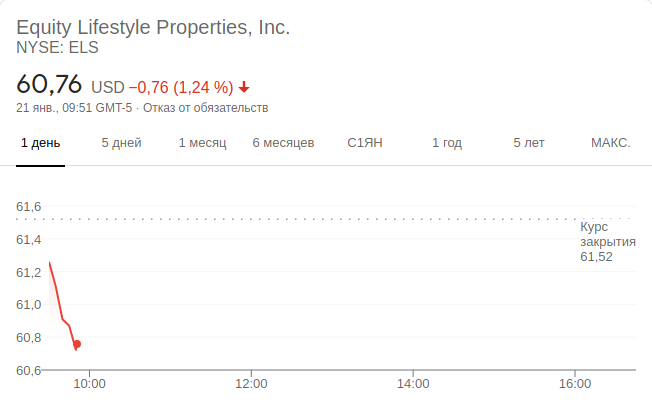 Equity Lifestyle Properties, Inc.
NYSE: ELS
60,76 USD −0,76 (1,24 %)
21 янв., 09:51 GMT-5 · Отказ от обязательств
1 день 5 дней 1 месяц 6 месяцев С1ЯН 1 год 5 лет МАКС.
61,6
Курс
закрытия
61,52
61,4
61,2
61,0
60,8
60,6
10:00 12:00 14:00 16:00